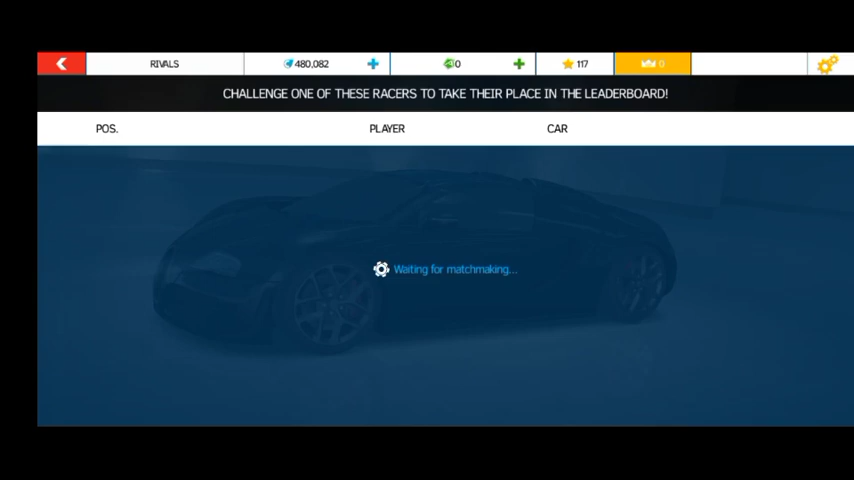 RIVALS 480,082 0 117 0
CHALLENGE ONE OF THESE RACERS TO TAKE THEIR PLACE IN THE LEADERBOARD!
POS. PLAYER CAR
Waiting for matchmaking...